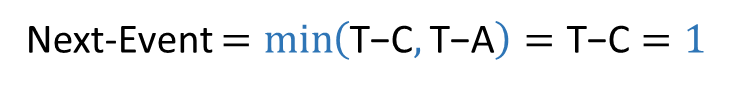 Next-Event = min(T−C, T−A) = T−C = 1